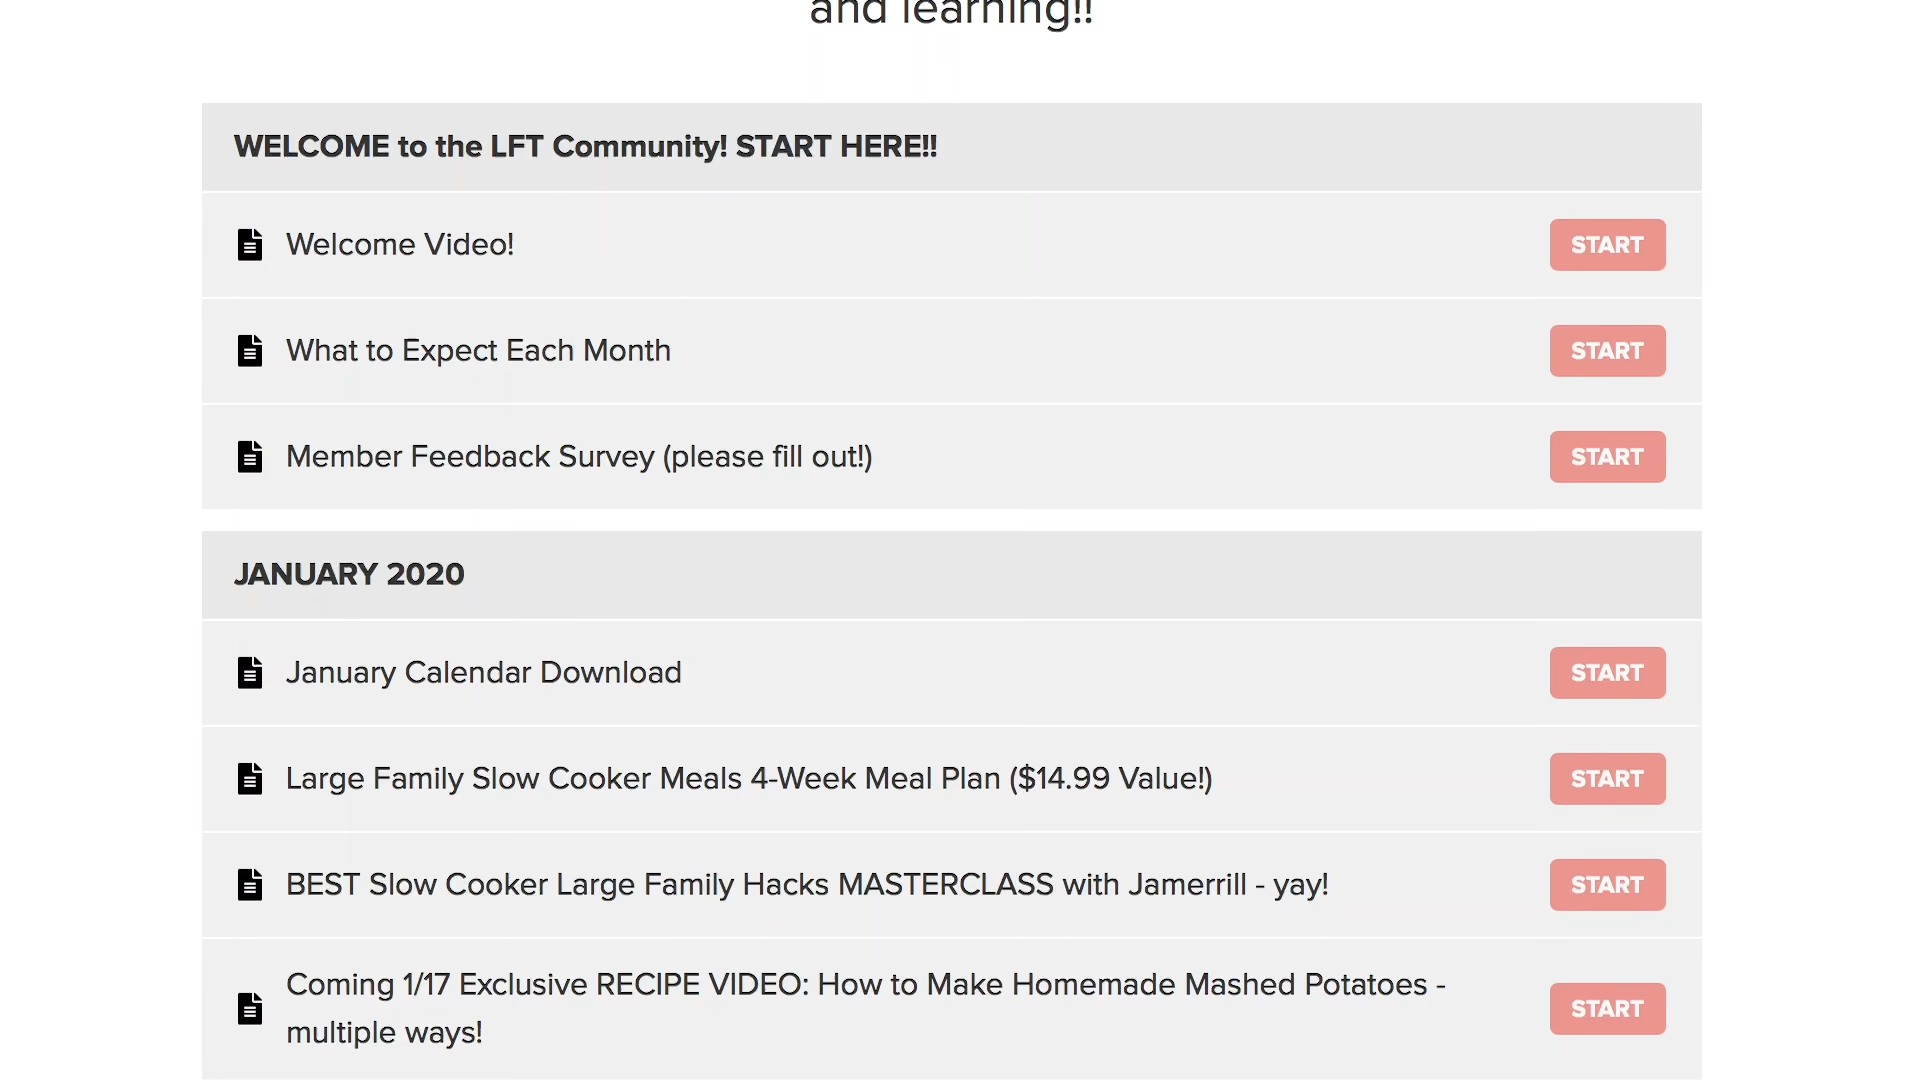 and learning!!
WELCOME to the LFT Community! START HERE!!
Welcome Video!
START
What to Expect Each Month
START
Member Feedback Survey (please fill out!)
START
JANUARY 2020
January Calendar Download
START
Large Family Slow Cooker Meals 4-Week Meal Plan ($14.99 Value!)
START
BEST Slow Cooker Large Family Hacks MASTERCLASS with Jamerrill - yay!
START
Coming 1/17 Exclusive RECIPE VIDEO: How to Make Homemade Mashed Potatoes -
multiple ways!
START